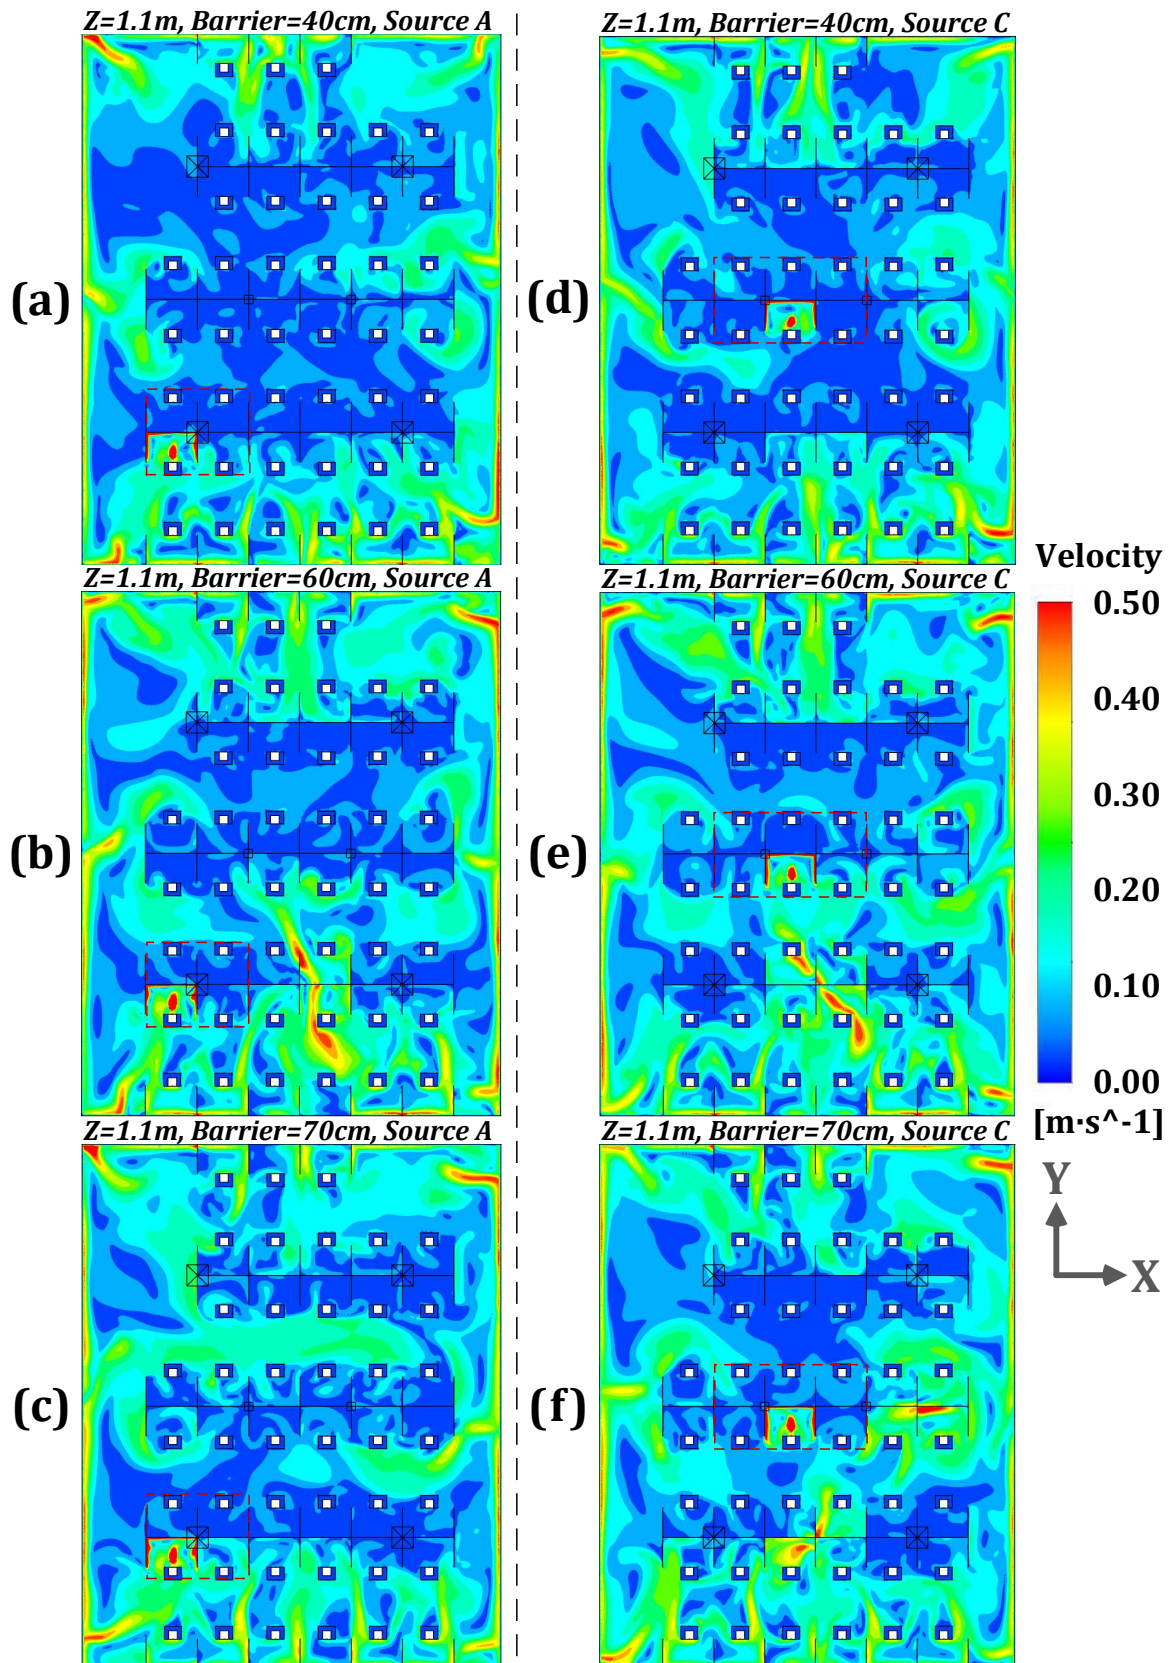 Z=1.1m, Barrier=40cm, Source A
Z=1.1m, Barrier=40cm, Source C
(a)
(d)
Z=1.1m, Barrier=60cm, Source A
Z=1.1m, Barrier=60cm, Source C
(b)
(e)
Z=1.1m, Barrier=70cm, Source A
Z=1.1m, Barrier=70cm, Source C
(c)
(f)
Velocity
0.50
0.40
0.30
0.20
0.10
0.00
[m·s^-1]
Y
X